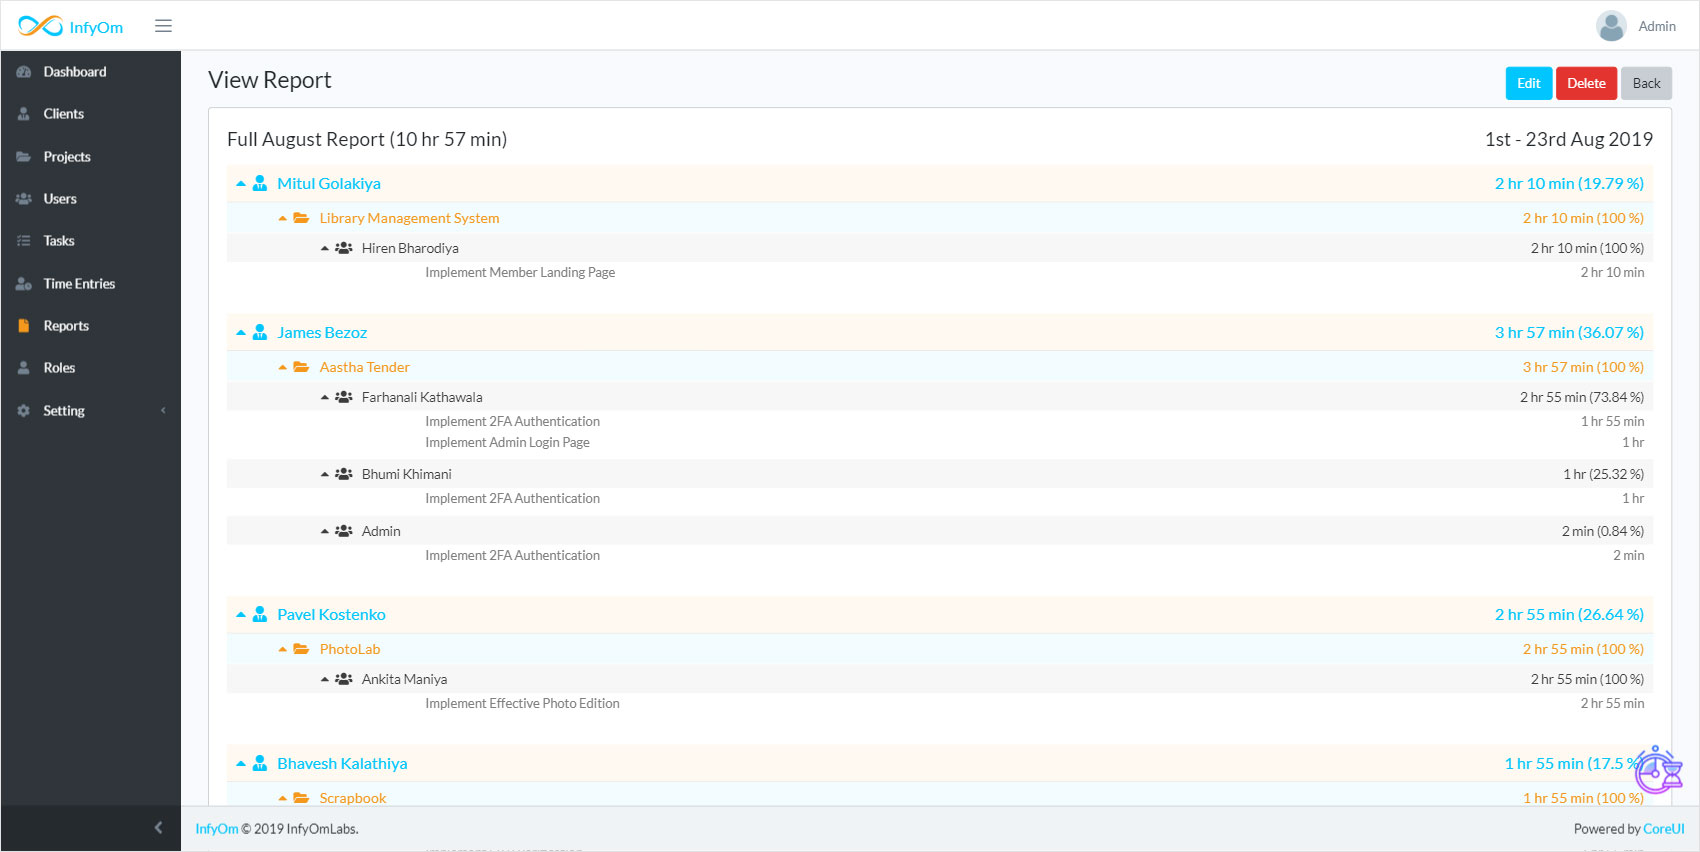 InfyOm
Admin
Dashboard
Clients
Projects
Users
Tasks
Time Entries
Reports
Roles
Setting
View Report
Edit Delete Back
Full August Report (10 hr 57 min) 1st - 23rd Aug 2019
Mitul Golakiya 2 hr 10 min (19.79 %)
Library Management System 2 hr 10 min (100 %)
Hiren Bharodiya 2 hr 10 min (100 %)
Implement Member Landing Page 2 hr 10 min
James Bezoz 3 hr 57 min (36.07 %)
Aastha Tender 3 hr 57 min (100 %)
Farhanali Kathawala 2 hr 55 min (73.84 %)
Implement 2FA Authentication 1 hr 55 min
Implement Admin Login Page 1 hr
Bhumi Khimani 1 hr (25.32 %)
Implement 2FA Authentication 1 hr
Admin 2 min (0.84 %)
Implement 2FA Authentication 2 min
Pavel Kostenko 2 hr 55 min (26.64 %)
PhotoLab 2 hr 55 min (100 %)
Ankita Maniya 2 hr 55 min (100 %)
Implement Effective Photo Edition 2 hr 55 min
Bhavesh Kalathiya 1 hr 55 min (17.5 %)
Scrapbook 1 hr 55 min (100 %)
InfyOm © 2019 InfyOmLabs. Powered by CoreUI